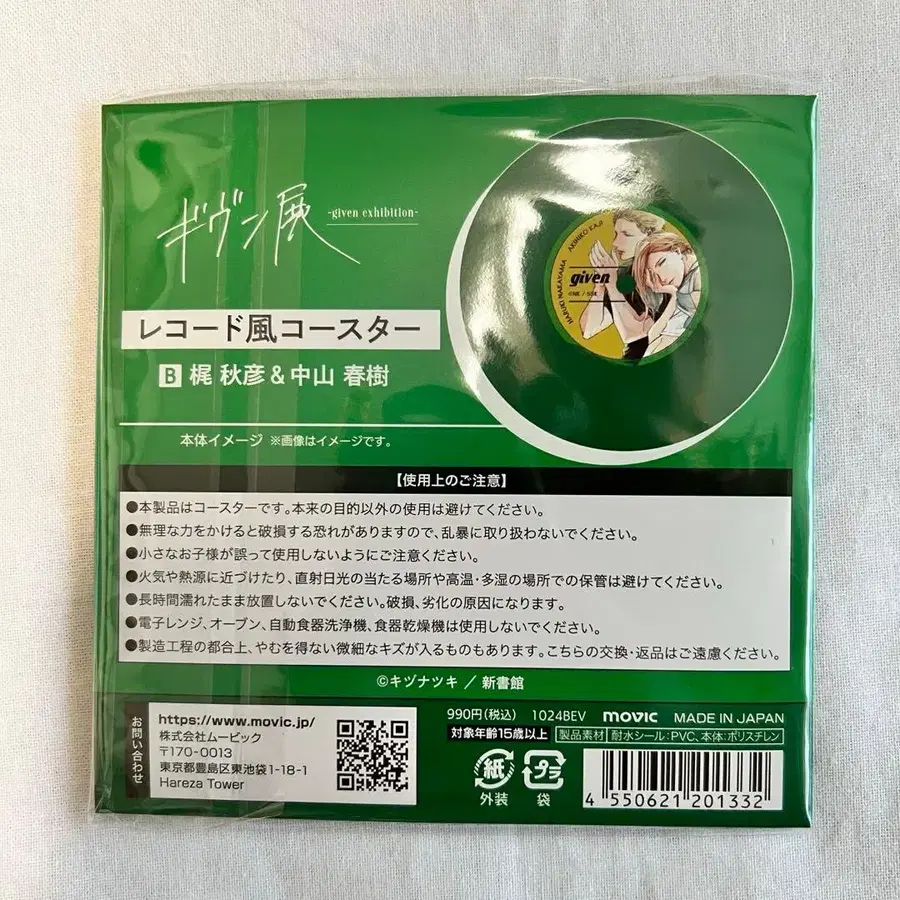 ギヴン展
-given exhibition-
レコード風コースター
B 梶 秋彦&中山 春樹
AKIHIKO KAJI
HARUKI NAKAYAMA
given
本体イメージ ※画像はイメージです。
【使用上のご注意】
●本製品はコースターです。本来の目的以外の使用は避けてください。
●無理な力をかけると破損する恐れがありますので、乱暴に取り扱わないでください。
●小さなお子様が誤って使用しないようにご注意ください。
●火気や熱源に近づけたり、直射日光の当たる場所や高温・多湿の場所での保管は避けてください。
●長時間濡れたまま放置しないでください。破損、劣化の原因になります。
●電子レンジ、オーブン、自動食器洗浄機、食器乾燥機は使用しないでください。
●製造工程の都合上、やむを得ない微細なキズが入るものもあります。こちらの交換・返品はご遠慮ください。
©キヅナツキ / 新書館
お問い合わせ
https://www.movic.jp/
株式会社ムービック
〒170-0013
東京都豊島区東池袋1-18-1
Hareza Tower
990円(税込) 1024BEV movic MADE IN JAPAN
対象年齢15歳以上 製品素材 耐水シール:PVC、本体:ポリスチレン
紙 プラ
外装 袋
4 550621 201332